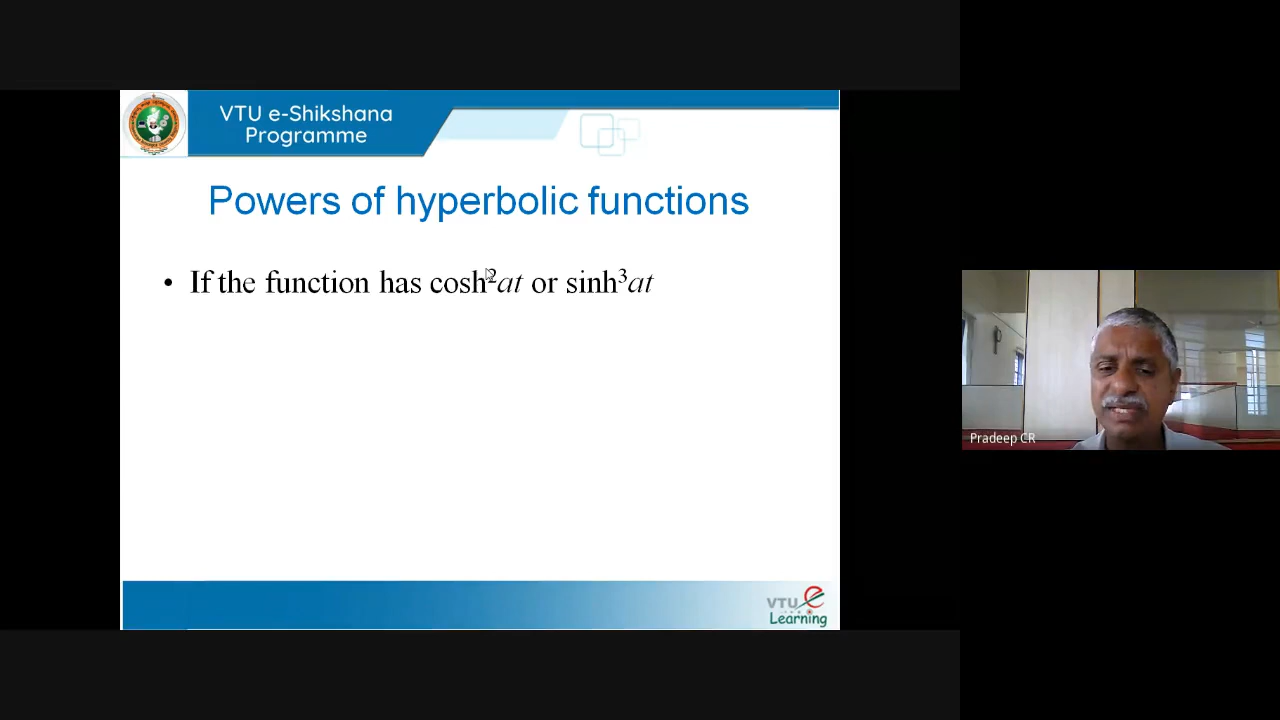 VTU e-Shikshana
Programme
Powers of hyperbolic functions
• If the function has cosh²at or sinh³at
Pradeep CR
VTU e
Learning